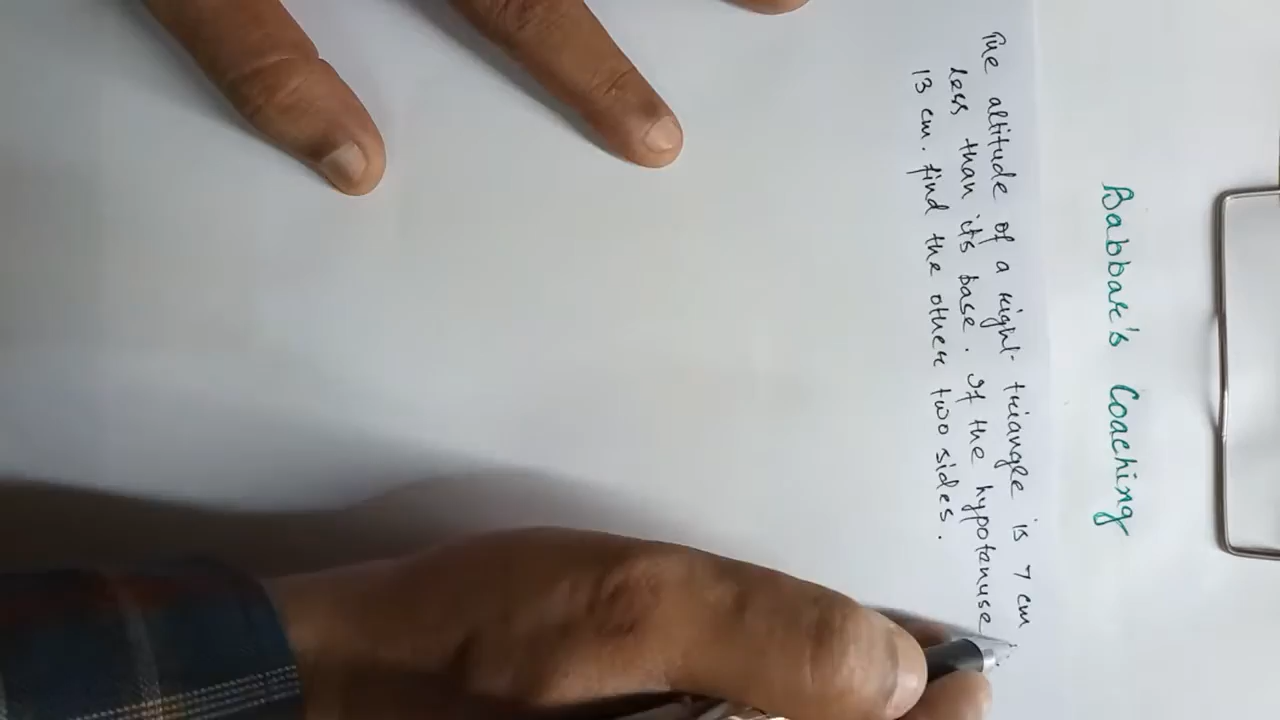 Babbar's Coaching
The altitude of a right triangle is 7 cm
less than its base. If the hypotenuse
13 cm. find the other two sides.